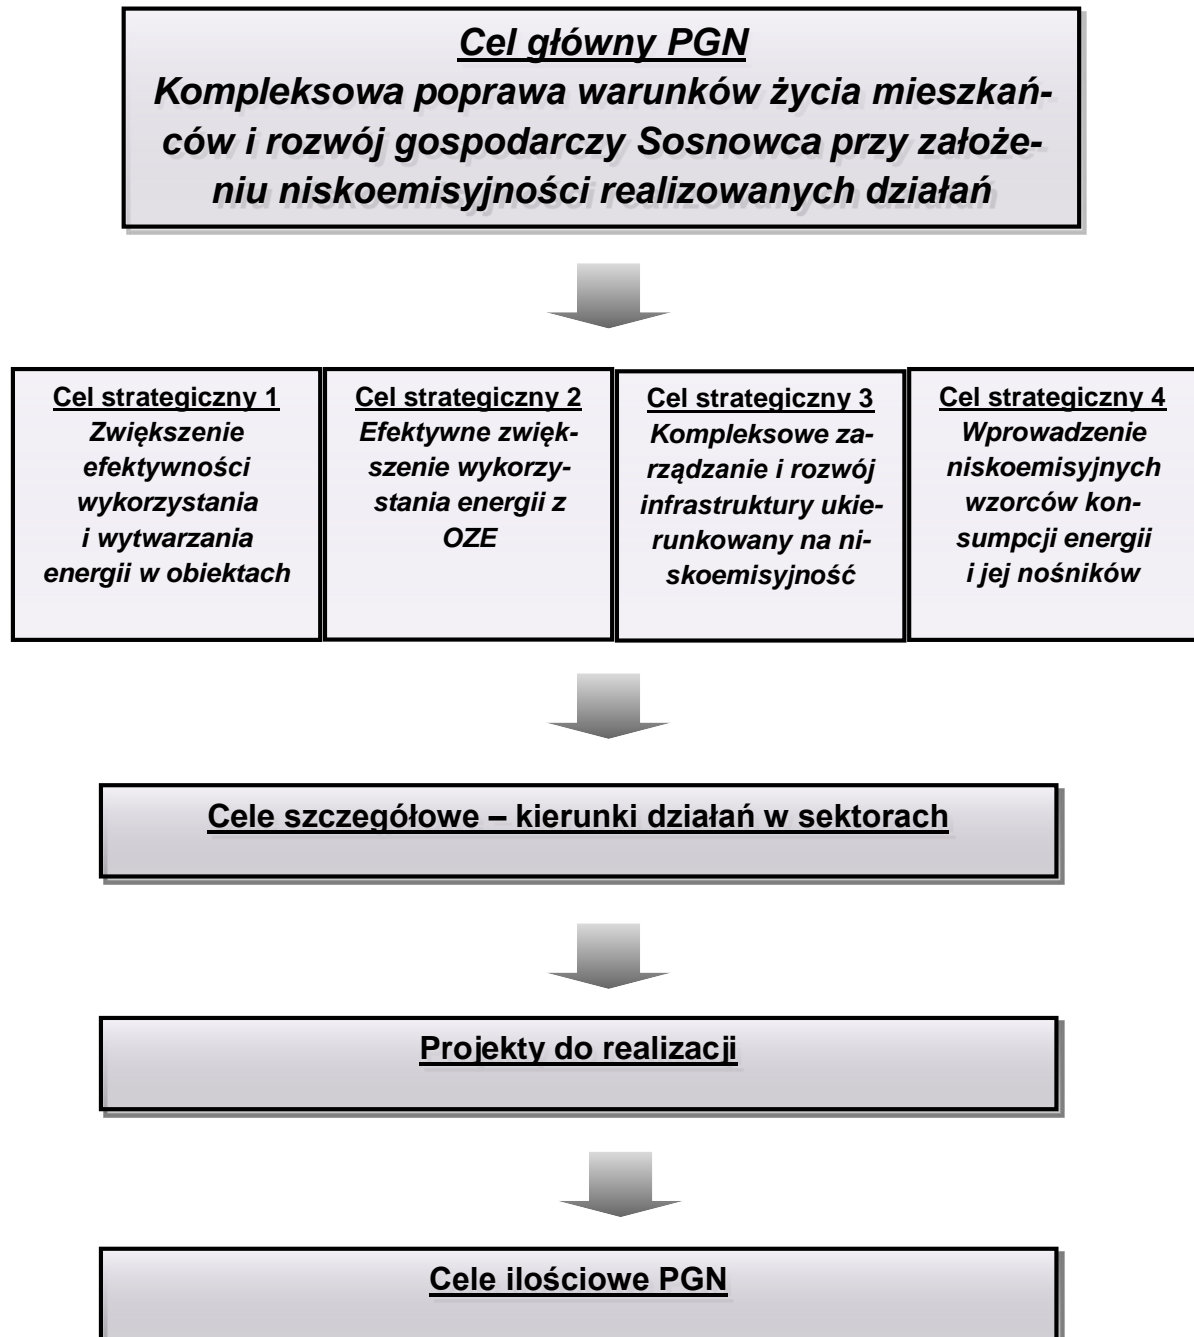 Cel główny PGN
Kompleksowa poprawa warunków życia mieszkań-
ców i rozwój gospodarczy Sosnowca przy założe-
niu niskoemisyjności realizowanych działań
Cel strategiczny 1
Zwiększenie
efektywności
wykorzystania
i wytwarzania
energii w obiektach
Cel strategiczny 2
Efektywne zwięk-
szenie wykorzy-
stania energii z
OZE
Cel strategiczny 3
Kompleksowe za-
rządzanie i rozwój
infrastruktury ukie-
runkowany na ni-
skoemisyjność
Cel strategiczny 4
Wprowadzenie
niskoemisyjnych
wzorców kon-
sumpcji energii
i jej nośników
Cele szczegółowe – kierunki działań w sektorach
Projekty do realizacji
Cele ilościowe PGN